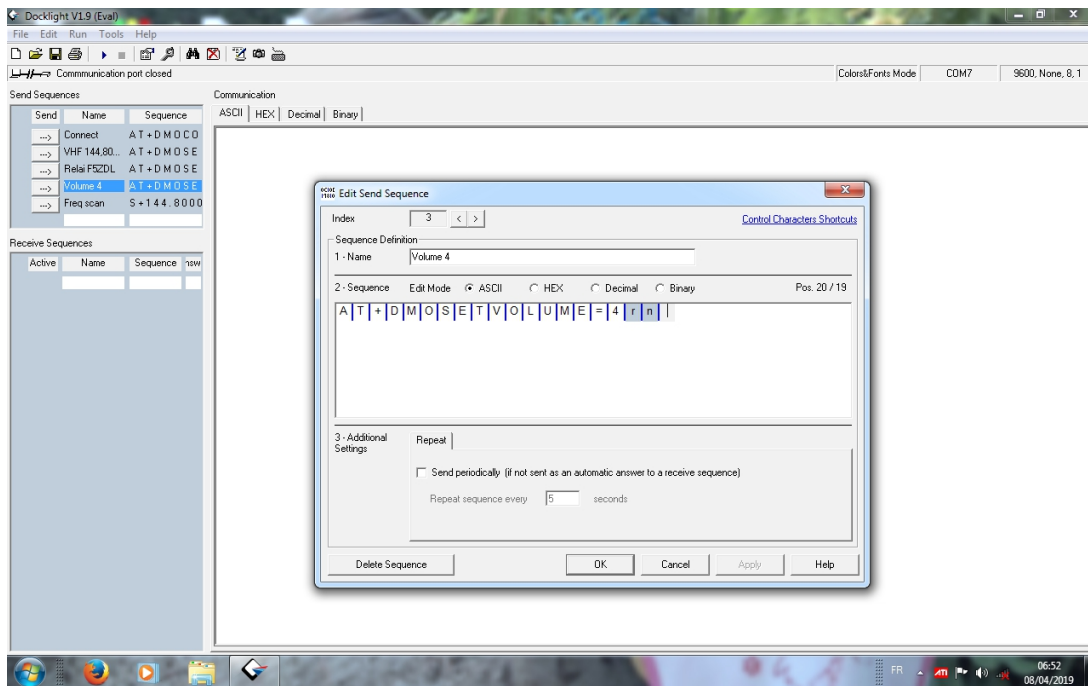 Docklight V1.9 (Eval)
File Edit Run Tools Help
Commmunication port closed
Colors&Fonts Mode COM7 9600, None, 8, 1
Send Sequences
Send Name Sequence
---> Connect AT+DMOCO
---> VHF 144,80... AT+DMOSE
---> Relai F5ZDL AT+DMOSE
---> Volume 4 AT+DMOSE
---> Freq scan S+144.8000
Receive Sequences
Active Name Sequence nsw
Communication
ASCII HEX Decimal Binary
Edit Send Sequence
Index 3 < > Control Characters Shortcuts
Sequence Definition
1 - Name Volume 4
2 - Sequence Edit Mode ASCII HEX Decimal Binary Pos. 20 / 19
AT+DMOSETVOLUME=4rn
3 - Additional Settings
Repeat
Send periodically (if not sent as an automatic answer to a receive sequence)
Repeat sequence every 5 seconds
Delete Sequence OK Cancel Apply Help
FR ATI 06:52
08/04/2019